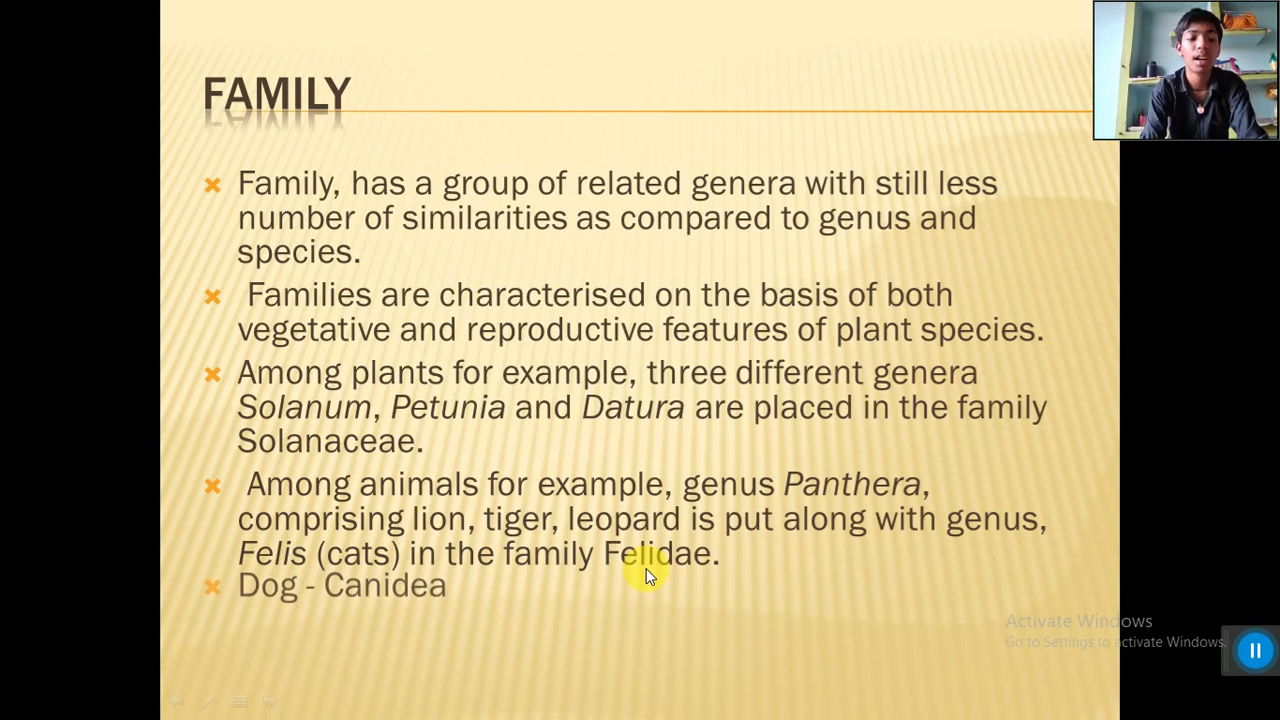 FAMILY
Family, has a group of related genera with still less
number of similarities as compared to genus and
species.
Families are characterised on the basis of both
vegetative and reproductive features of plant species.
Among plants for example, three different genera
Solanum, Petunia and Datura are placed in the family
Solanaceae.
Among animals for example, genus Panthera,
comprising lion, tiger, leopard is put along with genus,
Felis (cats) in the family Felidae.
Dog - Canidea
Activate Windows
Go to Settings to activate Windows.